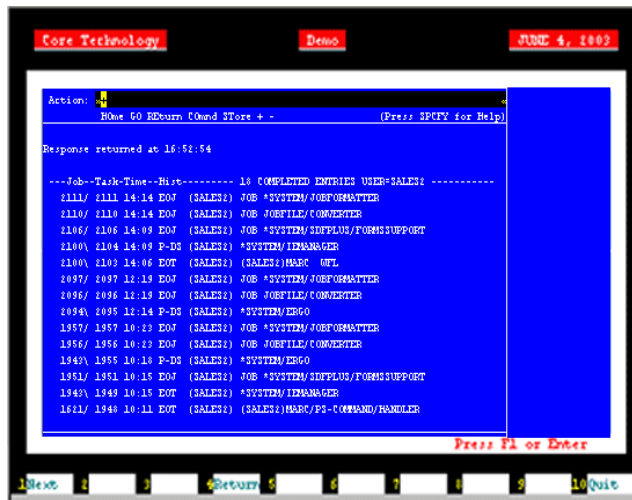 Core Technology Demo JUNE 4, 2003
Action:
HOme GO REturn COmnd STore + - (Press SPCFY for Help)
Response returned at 16:52:54
---Job--Task-Time--Hist--------- 18 COMPLETED ENTRIES USER=SALES2 -----------
2111/ 2111 14:14 EOJ (SALES2) JOB *SYSTEM/JOBFORMATTER
2110/ 2110 14:14 EOJ (SALES2) JOB JOBFILE/CONVERTER
2106/ 2106 14:09 EOJ (SALES2) JOB *SYSTEM/SDFPLUS/FORMSSUPPORT
2100\ 2104 14:09 P-DS (SALES2) *SYSTEM/IEMANAGER
2100\ 2103 14:06 EOT (SALES2) (SALES2)MARC WFL
2097/ 2097 12:19 EOJ (SALES2) JOB *SYSTEM/JOBFORMATTER
2096/ 2096 12:19 EOJ (SALES2) JOB JOBFILE/CONVERTER
2094\ 2095 12:14 P-DS (SALES2) *SYSTEM/ERGO
1957/ 1957 10:23 EOJ (SALES2) JOB *SYSTEM/JOBFORMATTER
1956/ 1956 10:23 EOJ (SALES2) JOB JOBFILE/CONVERTER
1943\ 1955 10:18 P-DS (SALES2) *SYSTEM/ERGO
1951/ 1951 10:15 EOJ (SALES2) JOB *SYSTEM/SDFPLUS/FORMSSUPPORT
1943\ 1949 10:15 EOT (SALES2) *SYSTEM/IEMANAGER
1621/ 1948 10:11 EOT (SALES2) (SALES2)MARC/PS-COMMAND/HANDLER
Press F1 or Enter
1Next 2 3 4Return 5 6 7 8 9 10Quit